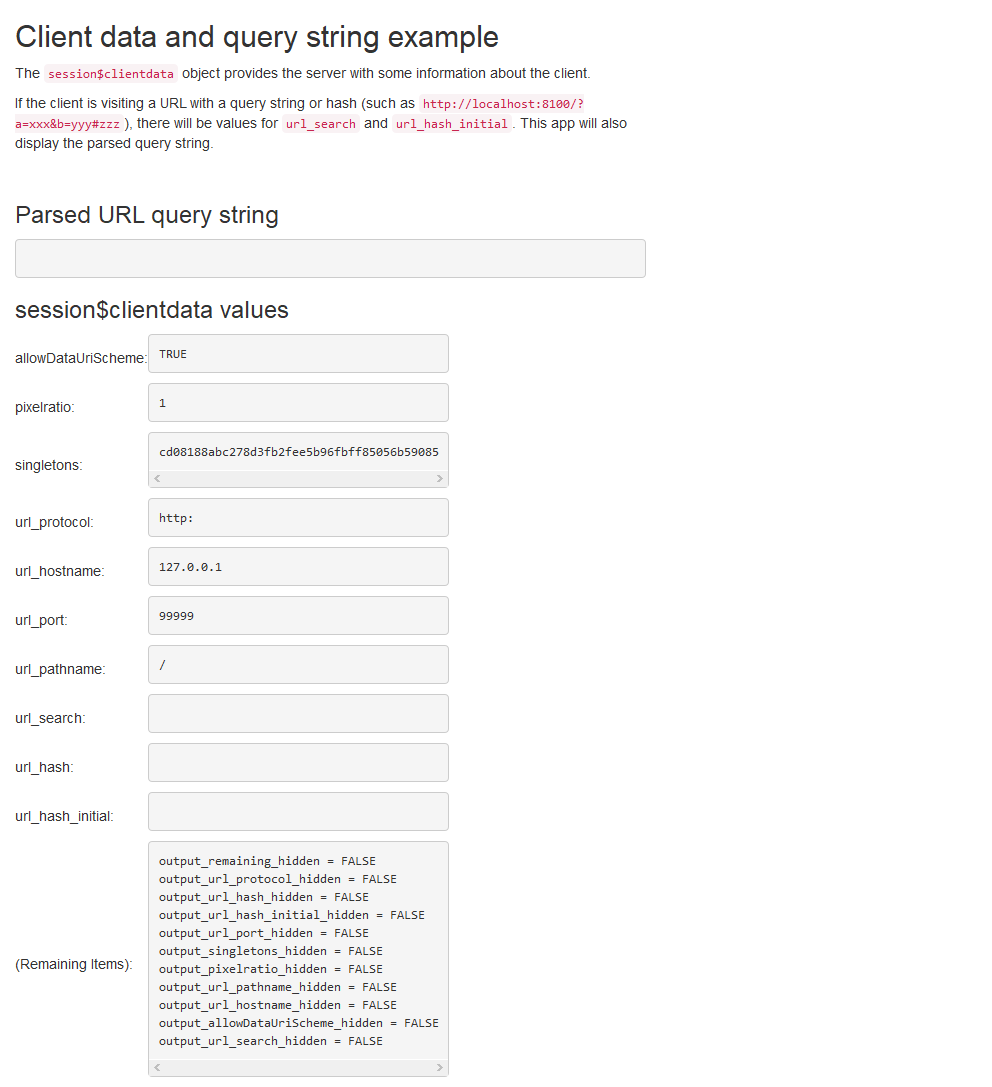 Client data and query string example
The session$clientdata object provides the server with some information about the client.
If the client is visiting a URL with a query string or hash (such as http://localhost:8100/?
a=xxx&b=yyy#zzz), there will be values for url_search and url_hash_initial. This app will also
display the parsed query string.
Parsed URL query string
session$clientdata values
allowDataUriScheme: TRUE
pixelratio: 1
singletons: cd08188abc278d3fb2fee5b96fbff85056b59085
url_protocol: http:
url_hostname: 127.0.0.1
url_port: 99999
url_pathname: /
url_search:
url_hash:
url_hash_initial:
(Remaining Items):
output_remaining_hidden = FALSE
output_url_protocol_hidden = FALSE
output_url_hash_hidden = FALSE
output_url_hash_initial_hidden = FALSE
output_url_port_hidden = FALSE
output_singletons_hidden = FALSE
output_pixelratio_hidden = FALSE
output_url_pathname_hidden = FALSE
output_url_hostname_hidden = FALSE
output_allowDataUriScheme_hidden = FALSE
output_url_search_hidden = FALSE